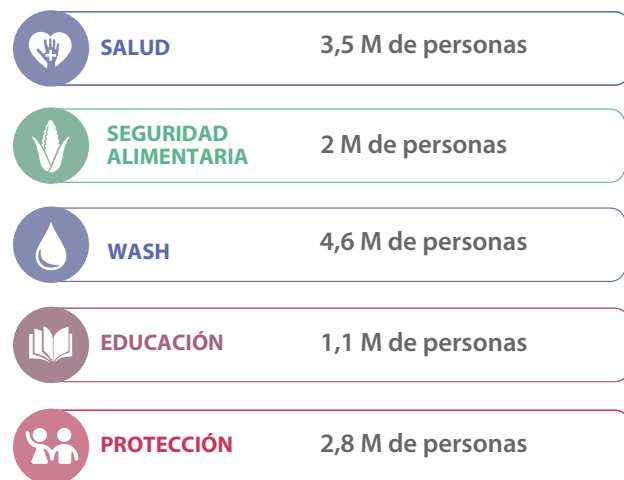 SALUD 3,5 M de personas
SEGURIDAD
ALIMENTARIA 2 M de personas
WASH 4,6 M de personas
EDUCACIÓN 1,1 M de personas
PROTECCIÓN 2,8 M de personas